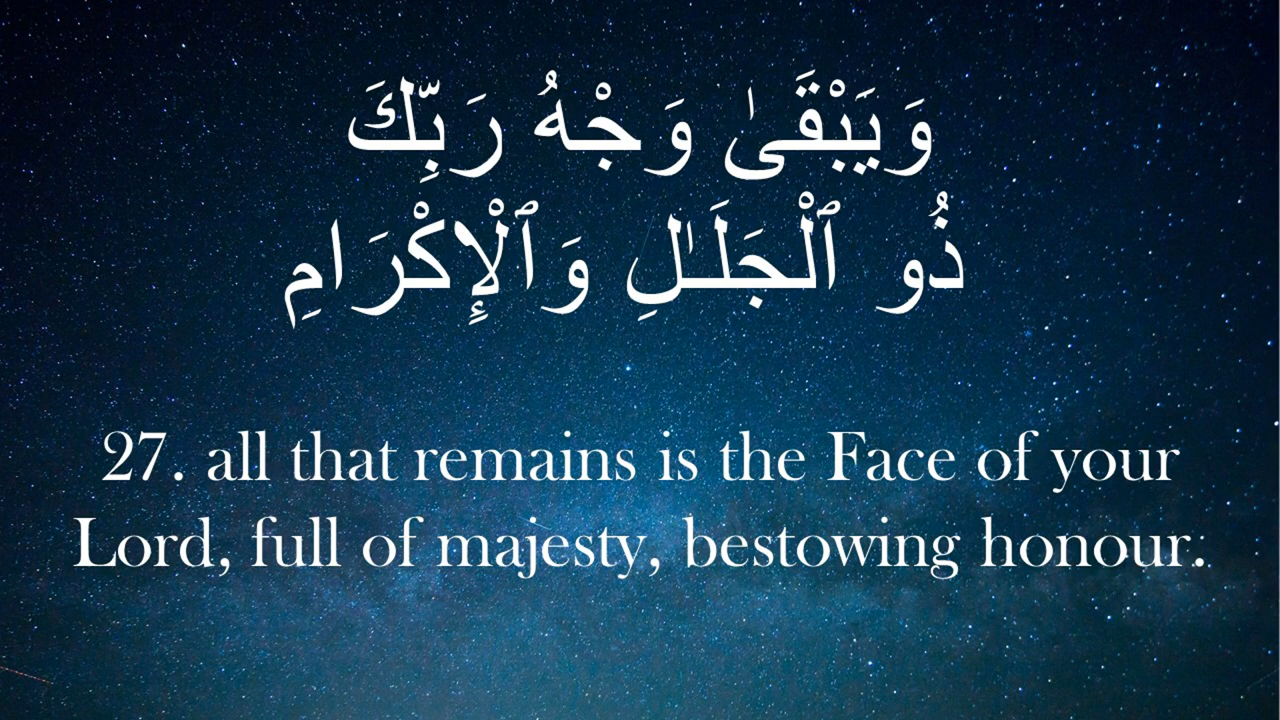 وَيَبْقَىٰ وَجْهُ رَبِّكَ
ذُو ٱلْجَلَـٰلِ وَٱلْإِكْرَامِ
27. all that remains is the Face of your
Lord, full of majesty, bestowing honour.